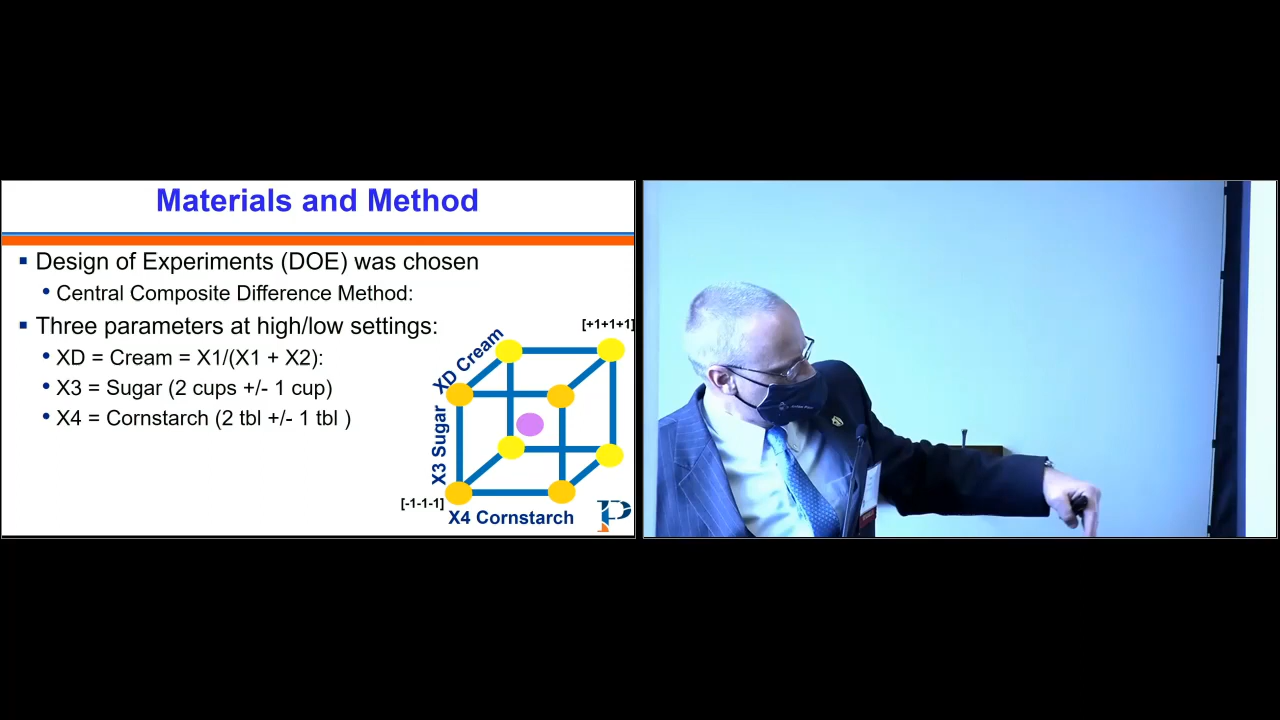 Materials and Method
Design of Experiments (DOE) was chosen
Central Composite Difference Method:
Three parameters at high/low settings:
XD = Cream = X1/(X1 + X2):
X3 = Sugar (2 cups +/- 1 cup)
X4 = Cornstarch (2 tbl +/- 1 tbl )
[+1+1+1]
XD Cream
X3 Sugar
[-1-1-1]
X4 Cornstarch
P